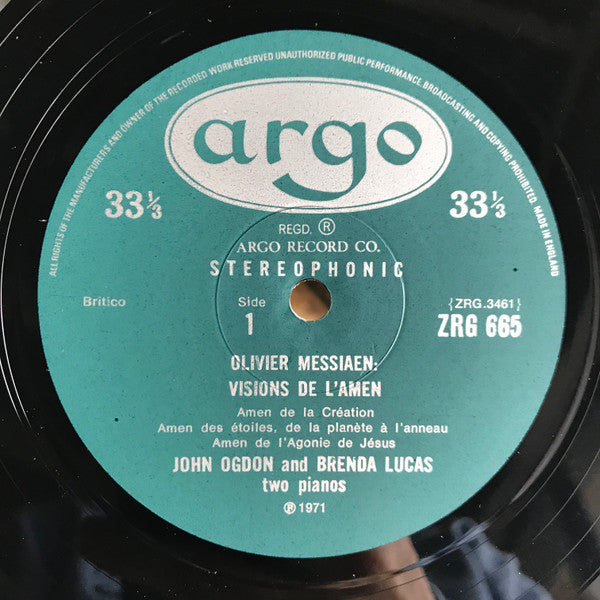 ALL RIGHTS OF THE MANUFACTURERS AND OWNER OF THE RECORDED WORK RESERVED UNAUTHORIZED PUBLIC PERFORMANCE, BROADCASTING AND COPYING PROHIBITED. MADE IN ENGLAND
argo
33⅓ 33⅓
REGD. ®
ARGO RECORD CO.
STEREOPHONIC
Britico
Side
1
{ZRG.3461}
ZRG 665
OLIVIER MESSIAEN:
VISIONS DE L'AMEN
Amen de la Création
Amen des étoiles, de la planète à l'anneau
Amen de l'Agonie de Jésus
JOHN OGDON and BRENDA LUCAS
two pianos
℗ 1971